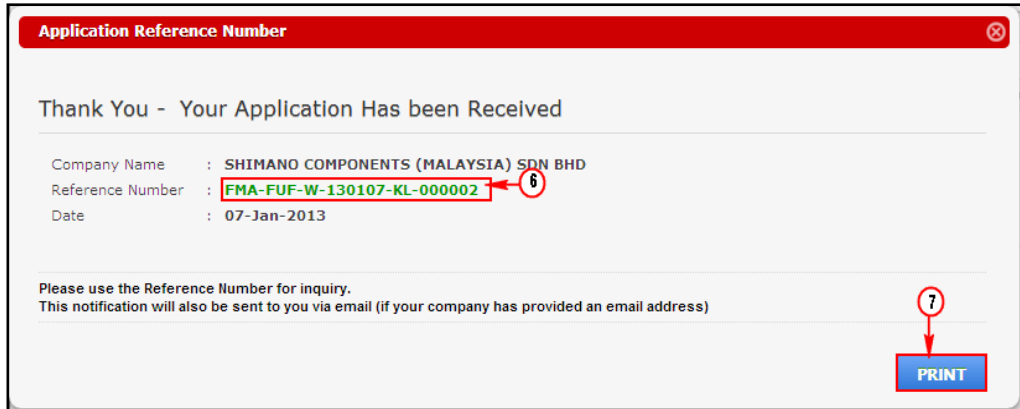 Application Reference Number
Thank You - Your Application Has been Received
Company Name : SHIMANO COMPONENTS (MALAYSIA) SDN BHD
Reference Number : FMA-FUF-W-130107-KL-000002 6
Date : 07-Jan-2013
Please use the Reference Number for inquiry.
This notification will also be sent to you via email (if your company has provided an email address)
7
PRINT